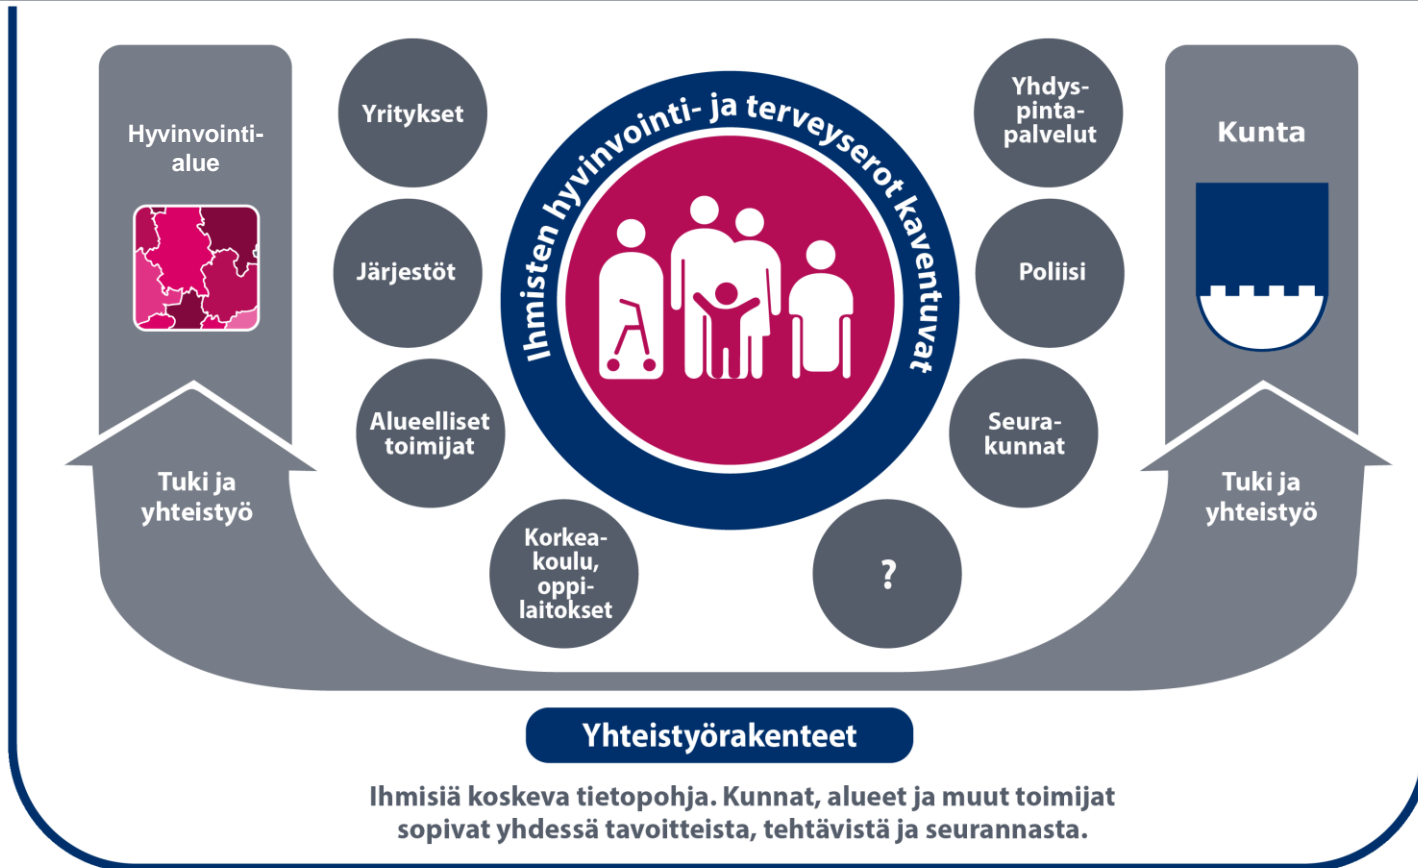 Hyvinvointi-
alue
Tuki ja
yhteistyö
Yritykset
Järjestöt
Alueelliset
toimijat
Korkea-
koulu,
oppi-
laitokset
Ihmisten hyvinvointi- ja terveyserot kaventuvat
Yhdys-
pinta-
palvelut
Poliisi
Seura-
kunnat
?
Kunta
Tuki ja
yhteistyö
Yhteistyörakenteet
Ihmisiä koskeva tietopohja. Kunnat, alueet ja muut toimijat
sopivat yhdessä tavoitteista, tehtävistä ja seurannasta.